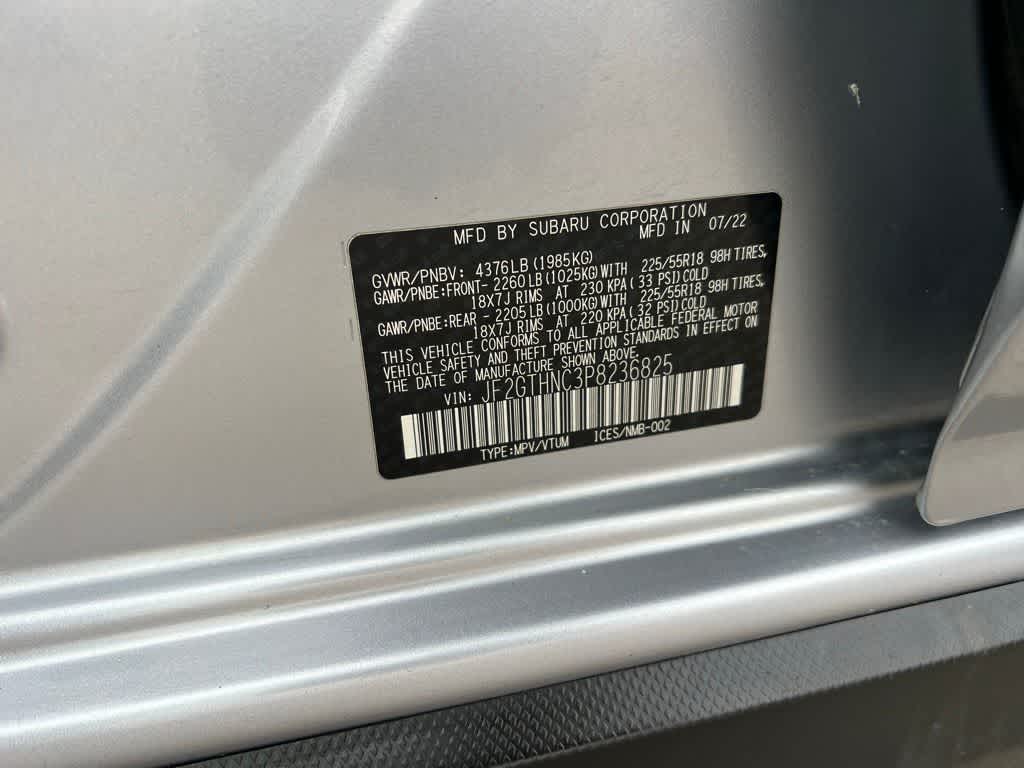 MFD BY SUBARU CORPORATION
MFD IN 07/22
GVWR/PNBV: 4376LB(1985KG)
GAWR/PNBE:FRONT- 2260LB(1025KG)WITH 225/55R18 98H TIRES,
18X7J RIMS AT 230 KPA(33 PSI)COLD
GAWR/PNBE:REAR - 2205LB(1000KG)WITH 225/55R18 98H TIRES,
18X7J RIMS AT 220 KPA(32 PSI)COLD
THIS VEHICLE CONFORMS TO ALL APPLICABLE FEDERAL MOTOR
VEHICLE SAFETY AND THEFT PREVENTION STANDARDS IN EFFECT ON
THE DATE OF MANUFACTURE SHOWN ABOVE.
VIN: JF2GTHNC3P8236825
TYPE:MPV/VTUM ICES/NMB-002